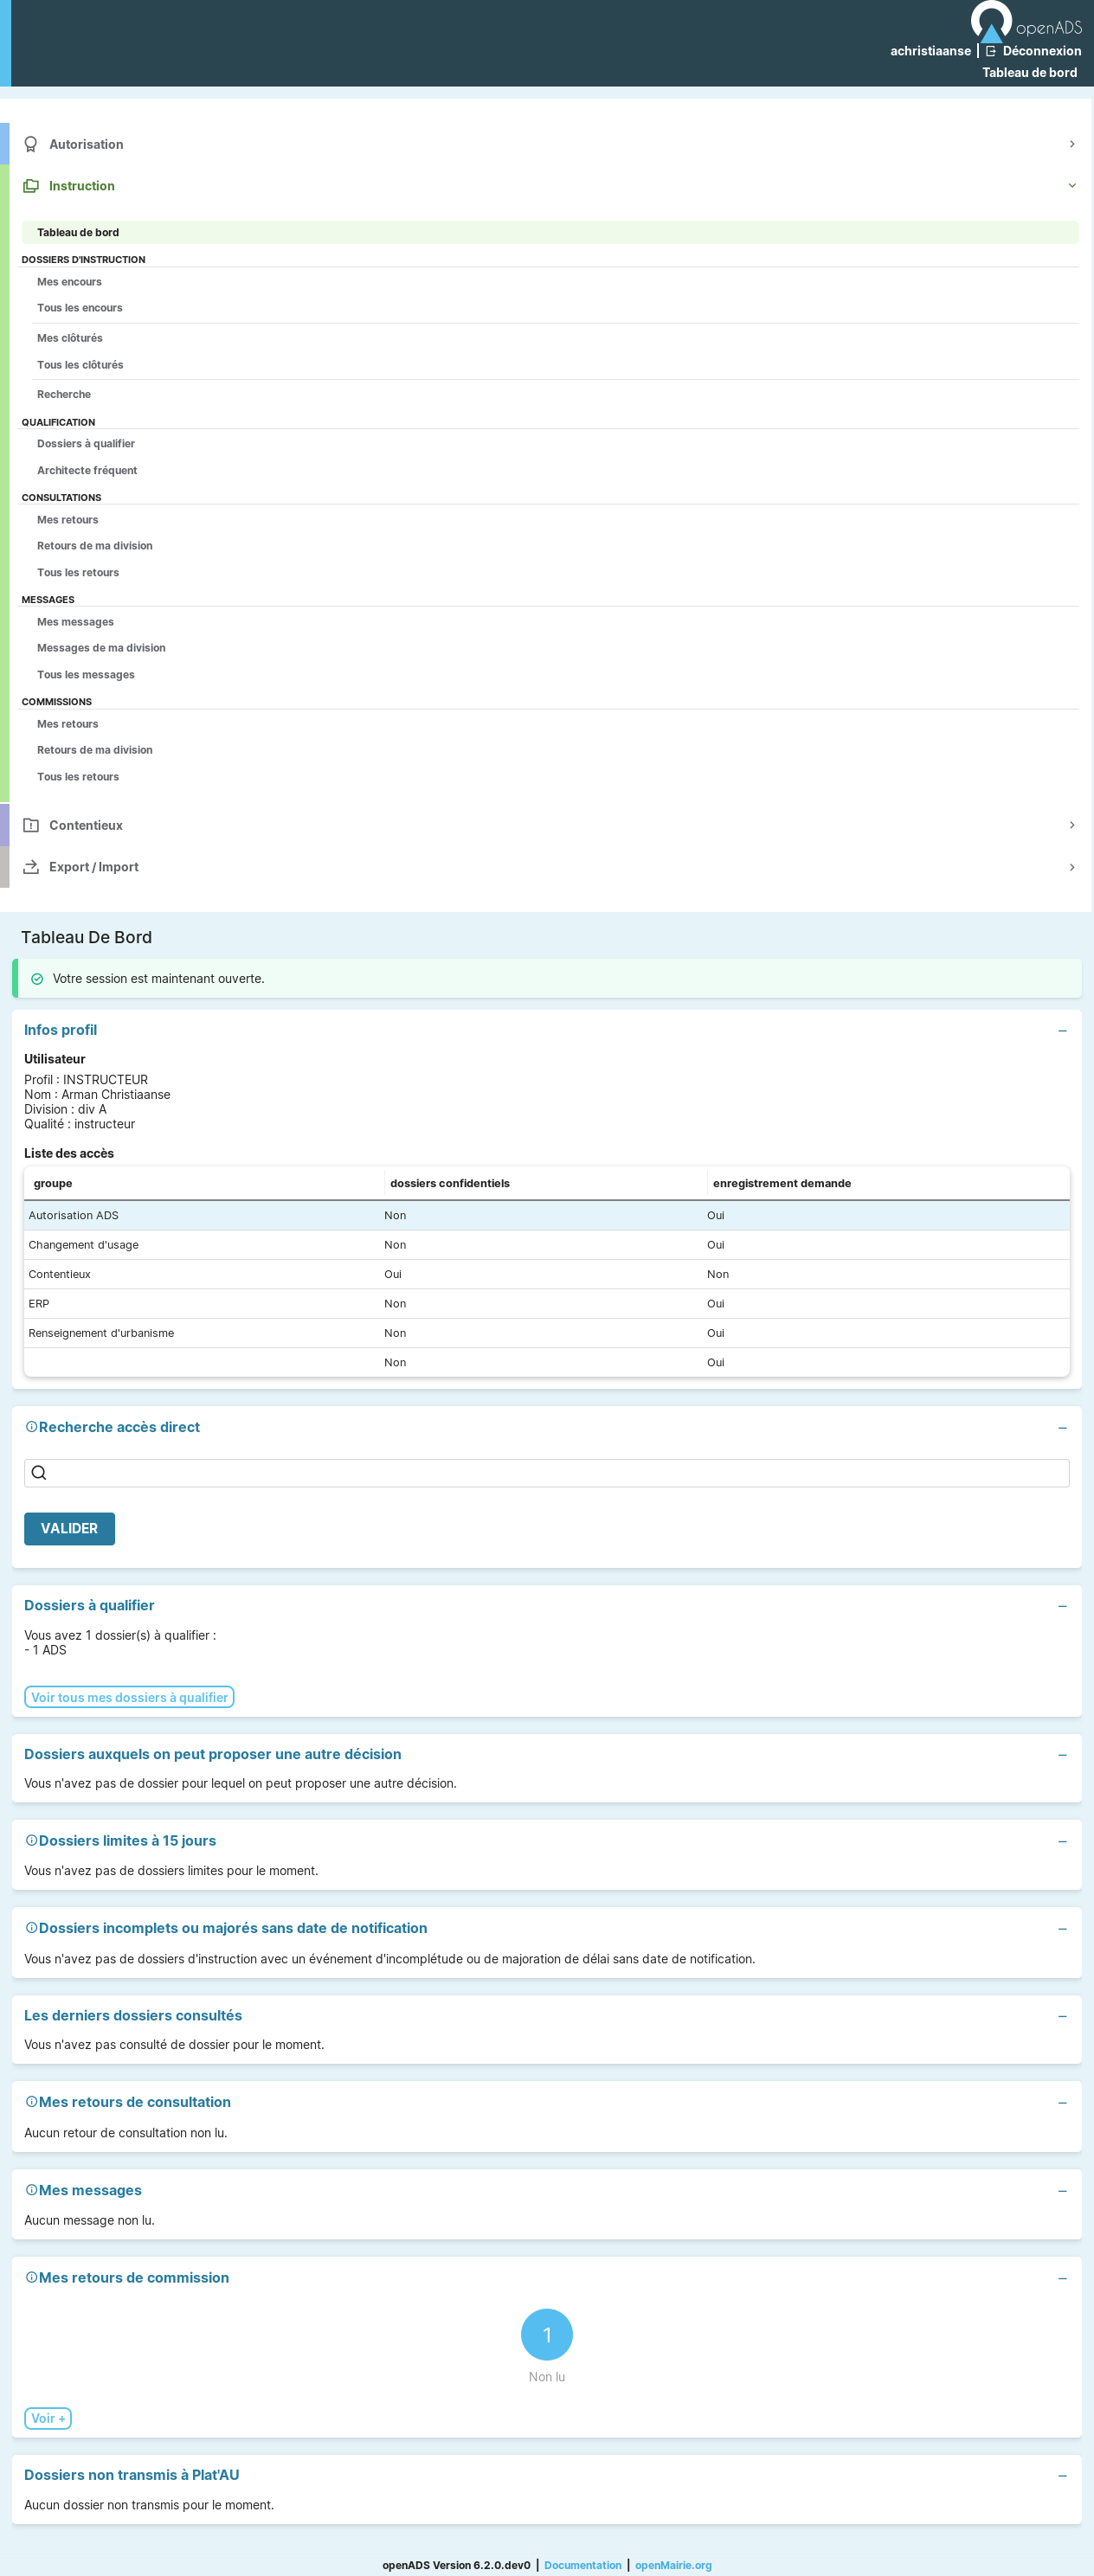 openADS
achristiaanse | Déconnexion
Tableau de bord
Autorisation
Instruction
Tableau de bord
DOSSIERS D'INSTRUCTION
Mes encours
Tous les encours
Mes clôturés
Tous les clôturés
Recherche
QUALIFICATION
Dossiers à qualifier
Architecte fréquent
CONSULTATIONS
Mes retours
Retours de ma division
Tous les retours
MESSAGES
Mes messages
Messages de ma division
Tous les messages
COMMISSIONS
Mes retours
Retours de ma division
Tous les retours
Contentieux
Export / Import
Tableau De Bord
Votre session est maintenant ouverte.
Infos profil
Utilisateur
Profil : INSTRUCTEUR
Nom : Arman Christiaanse
Division : div A
Qualité : instructeur
Liste des accès
groupe dossiers confidentiels enregistrement demande
Autorisation ADS Non Oui
Changement d'usage Non Oui
Contentieux Oui Non
ERP Non Oui
Renseignement d'urbanisme Non Oui
Non Oui
Recherche accès direct
VALIDER
Dossiers à qualifier
Vous avez 1 dossier(s) à qualifier :
- 1 ADS
Voir tous mes dossiers à qualifier
Dossiers auxquels on peut proposer une autre décision
Vous n'avez pas de dossier pour lequel on peut proposer une autre décision.
Dossiers limites à 15 jours
Vous n'avez pas de dossiers limites pour le moment.
Dossiers incomplets ou majorés sans date de notification
Vous n'avez pas de dossiers d'instruction avec un événement d'incomplétude ou de majoration de délai sans date de notification.
Les derniers dossiers consultés
Vous n'avez pas consulté de dossier pour le moment.
Mes retours de consultation
Aucun retour de consultation non lu.
Mes messages
Aucun message non lu.
Mes retours de commission
1
Non lu
Voir +
Dossiers non transmis à Plat'AU
Aucun dossier non transmis pour le moment.
openADS Version 6.2.0.dev0 | Documentation | openMairie.org